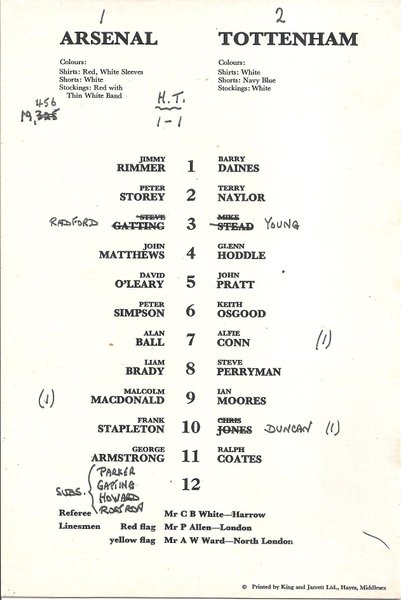 1 2
ARSENAL TOTTENHAM
Colours: Colours:
Shirts: Red, White Sleeves Shirts: White
Shorts: White Shorts: Navy Blue
Stockings: Red with Stockings: White
Thin White Band
H.T.
1-1
456
19,325
JIMMY RIMMER 1 BARRY DAINES
PETER STOREY 2 TERRY NAYLOR
RADFORD STEVE GATTING 3 MIKE STEAD YOUNG
JOHN MATTHEWS 4 GLENN HODDLE
DAVID O'LEARY 5 JOHN PRATT
PETER SIMPSON 6 KEITH OSGOOD
ALAN BALL 7 ALFIE CONN (1)
LIAM BRADY 8 STEVE PERRYMAN
(1) MALCOLM MACDONALD 9 IAN MOORES
FRANK STAPLETON 10 CHRIS JONES DUNCAN (1)
GEORGE ARMSTRONG 11 RALPH COATES
12
SUBS. PARKER
GATTING
HOWARD
Referee Mr C B White—Harrow
Linesmen Red flag Mr P Allen—London
yellow flag Mr A W Ward—North London
© Printed by King and Jarrett Ltd., Hayes, Middlesex